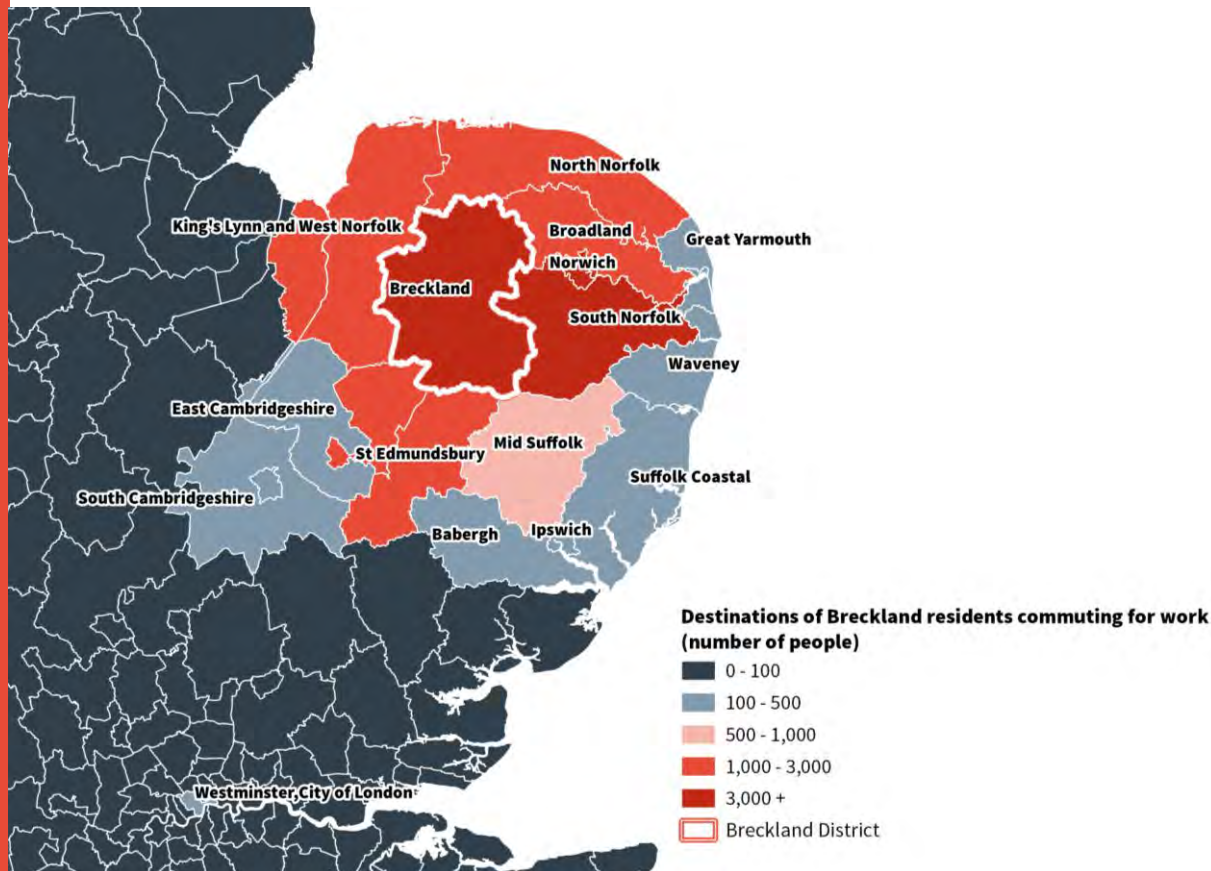 North Norfolk
King's Lynn and West Norfolk
Broadland
Great Yarmouth
Norwich
Breckland
South Norfolk
Waveney
East Cambridgeshire
Mid Suffolk
St Edmundsbury
Suffolk Coastal
South Cambridgeshire
Babergh
Ipswich
Destinations of Breckland residents commuting for work
(number of people)
0 - 100
100 - 500
500 - 1,000
1,000 - 3,000
3,000 +
Breckland District
Westminster,City of London